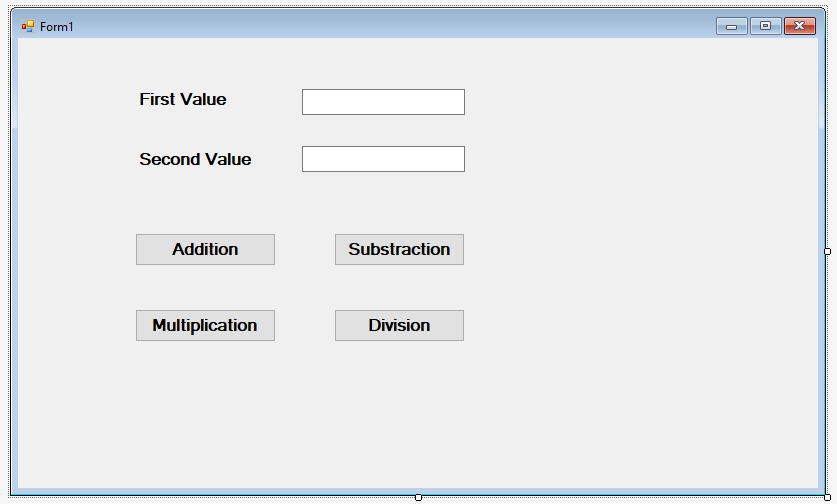 Form1
First Value
Second Value
Addition
Substraction
Multiplication
Division